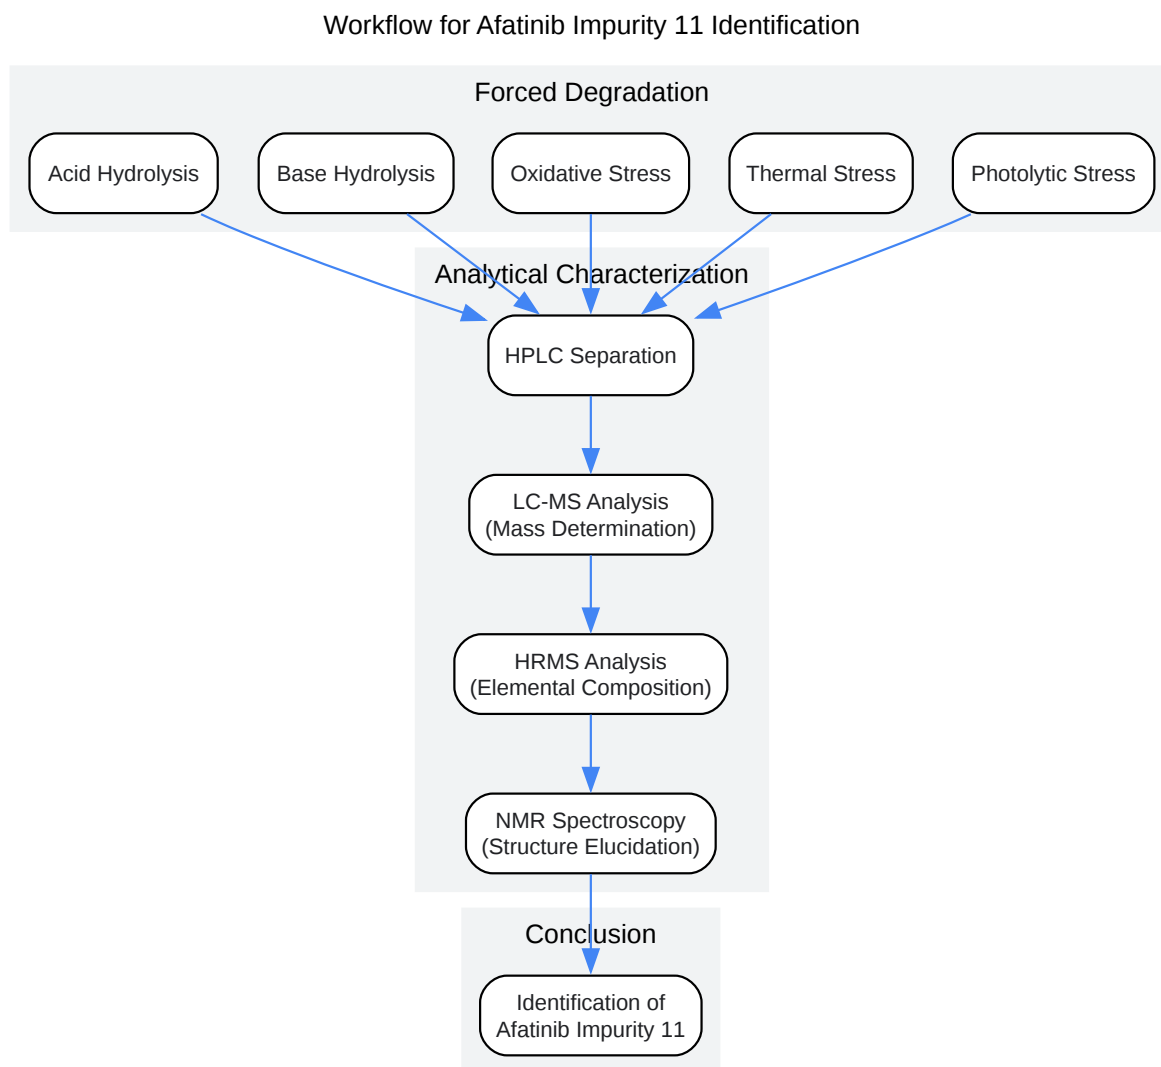 Workflow for Afatinib Impurity 11 Identification
Forced Degradation
Acid Hydrolysis
Base Hydrolysis
Oxidative Stress
Thermal Stress
Photolytic Stress
Analytical Characterization
HPLC Separation
LC-MS Analysis
(Mass Determination)
HRMS Analysis
(Elemental Composition)
NMR Spectroscopy
(Structure Elucidation)
Conclusion
Identification of
Afatinib Impurity 11